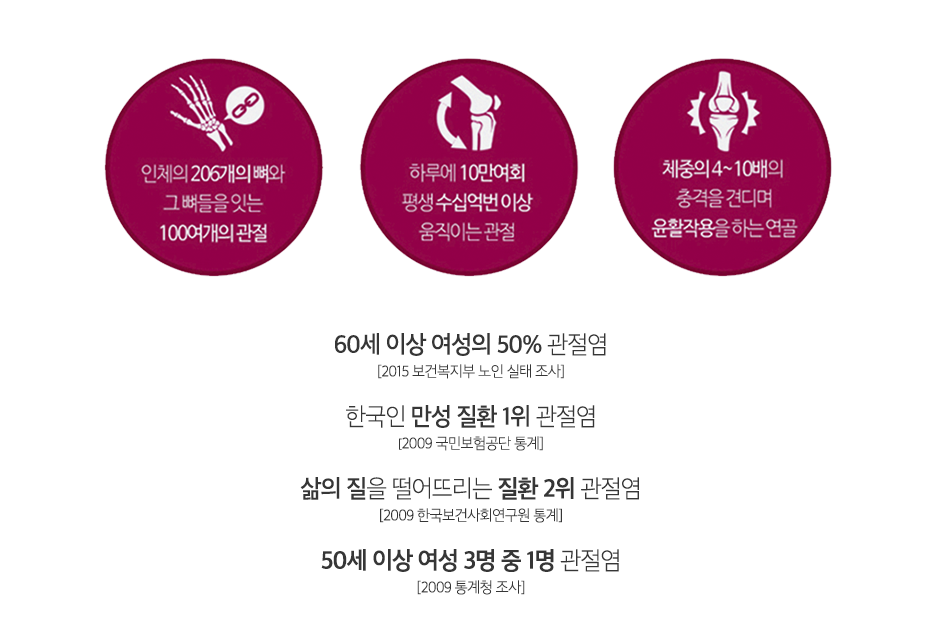 인체의 206개의 뼈와
그 뼈들을 잇는
100여개의 관절
하루에 10만여회
평생 수십억번 이상
움직이는 관절
체중의 4~10배의
충격을 견디며
윤활작용을 하는 연골
60세 이상 여성의 50% 관절염
[2015 보건복지부 노인 실태 조사]
한국인 만성 질환 1위 관절염
[2009 국민보험공단 통계]
삶의 질을 떨어뜨리는 질환 2위 관절염
[2009 한국보건사회연구원 통계]
50세 이상 여성 3명 중 1명 관절염
[2009 통계청 조사]